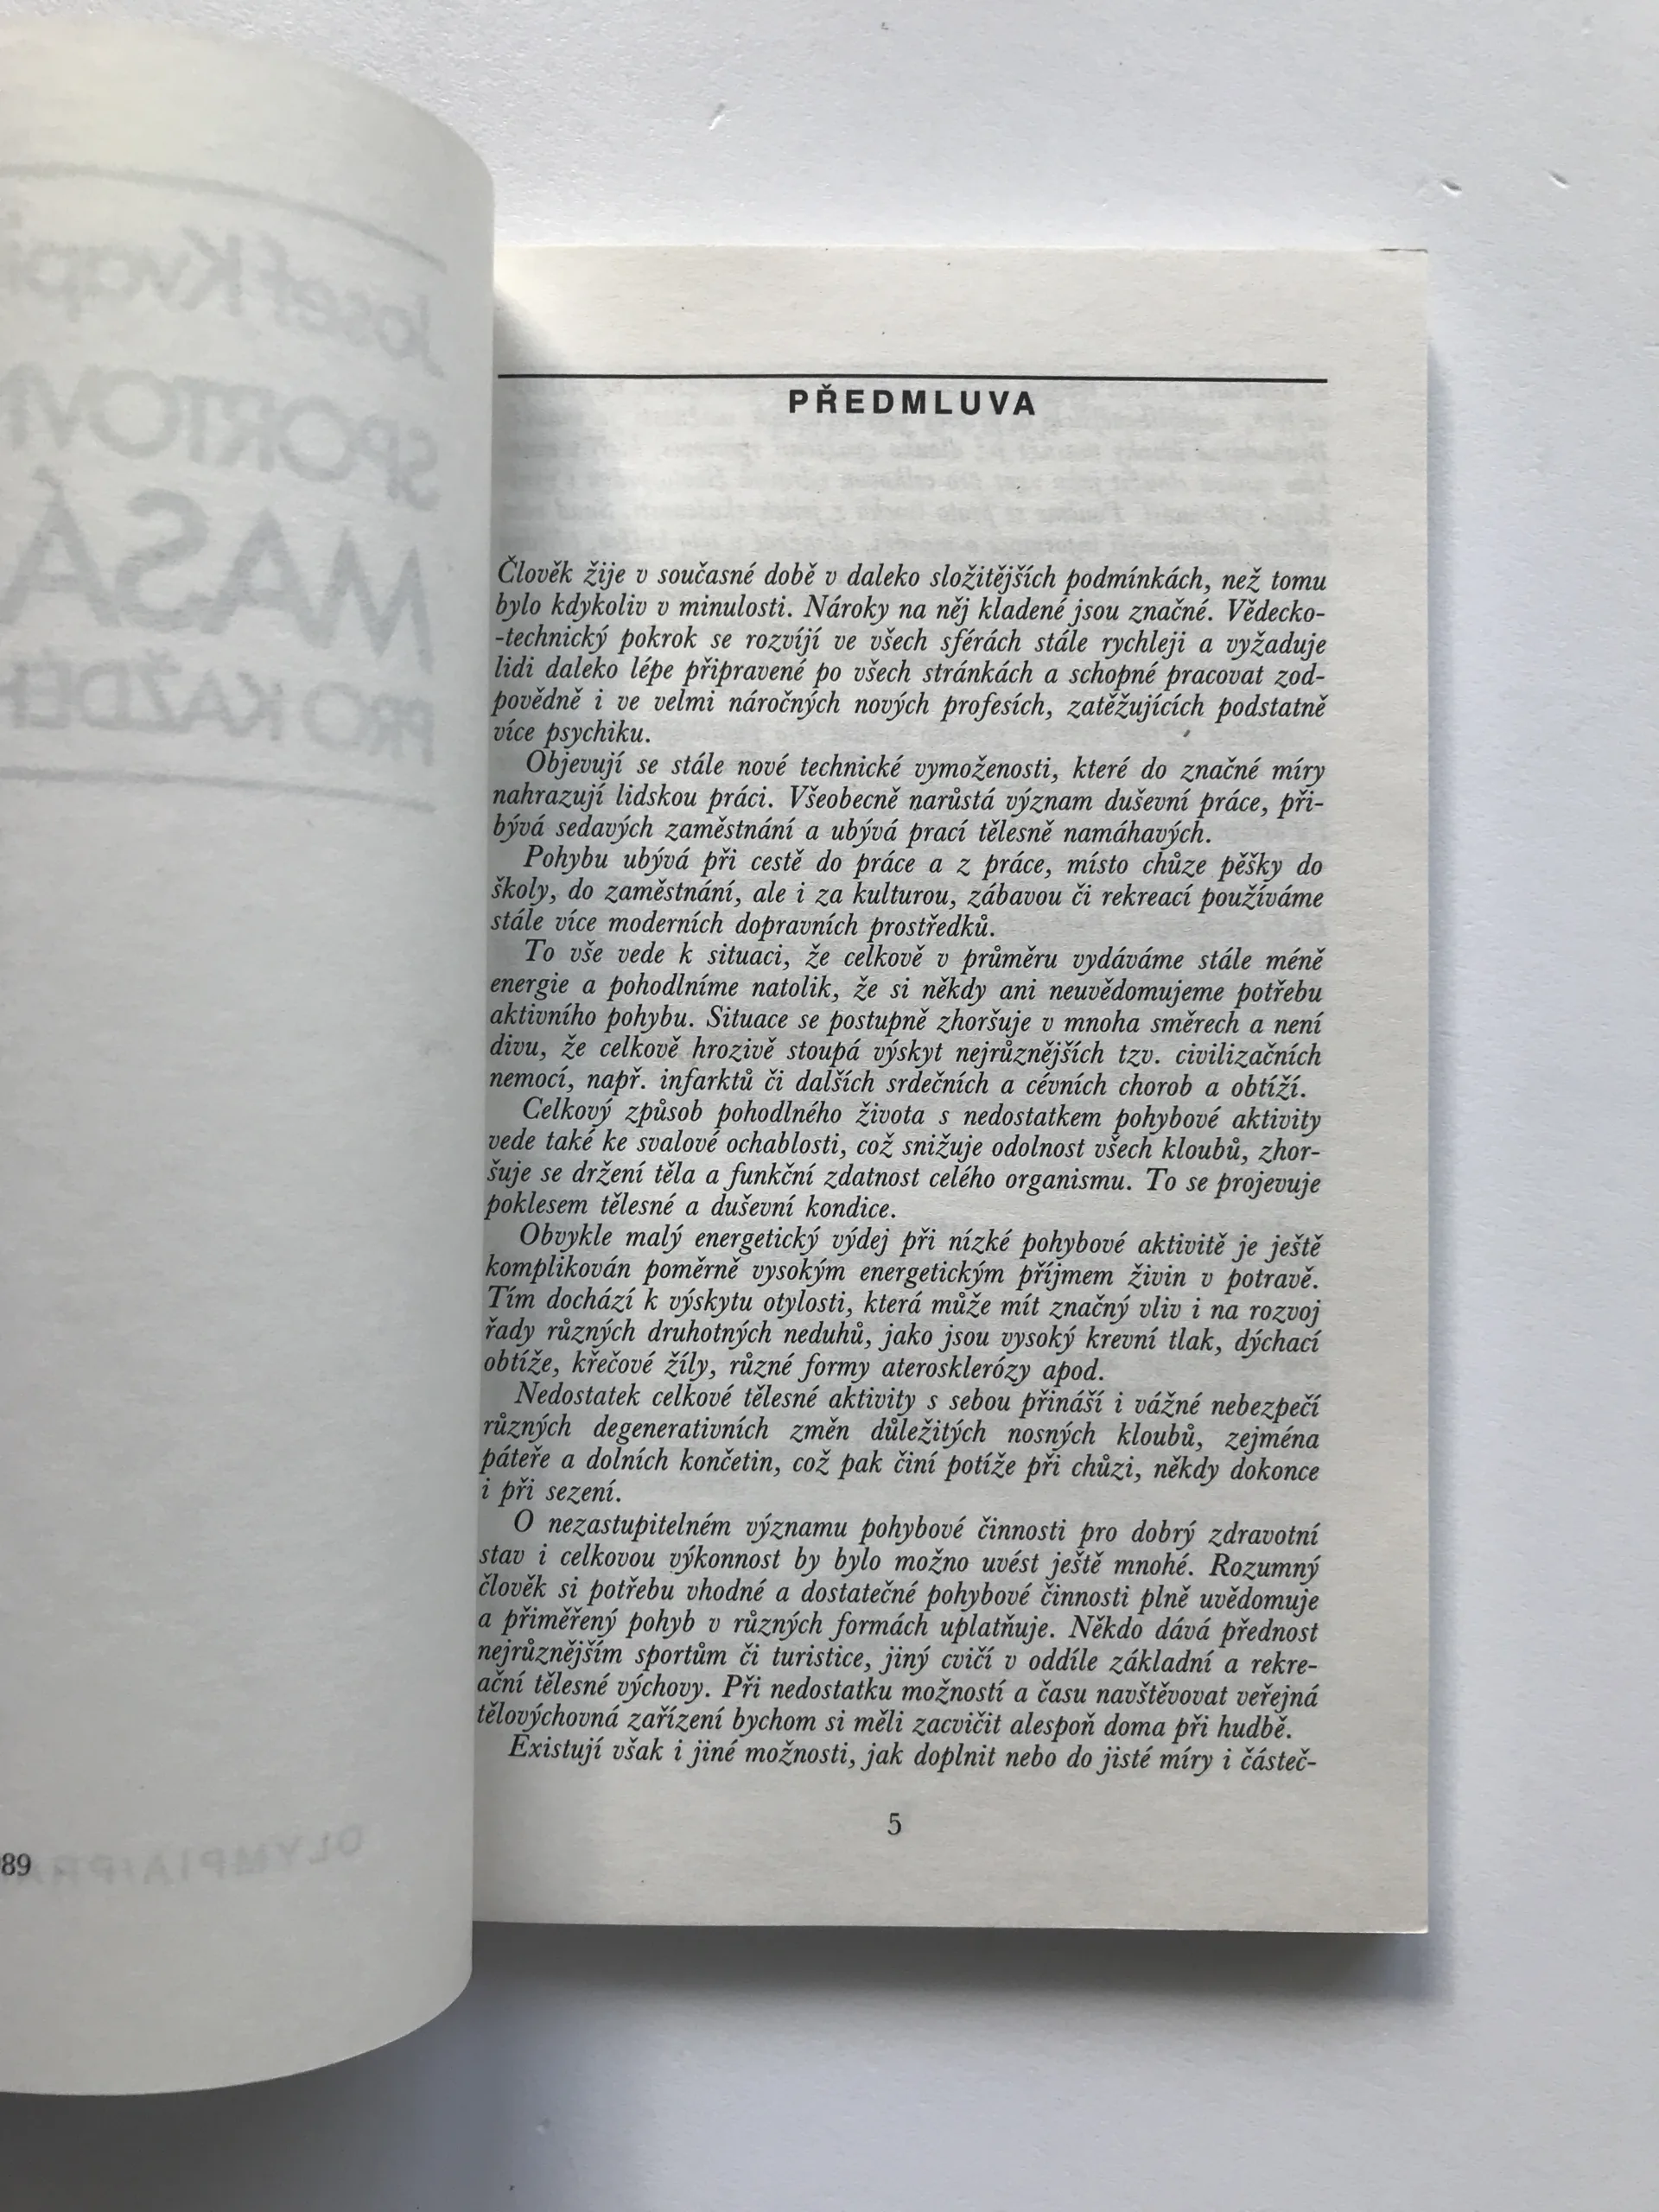 Josef Kvapi
SPORTOV
MASÁ
PRO KAŽDÉH
OLYMPIA/PRA
89
PŘEDMLUVA
Člověk žije v současné době v daleko složitějších podmínkách, než tomu
bylo kdykoliv v minulosti. Nároky na něj kladené jsou značné. Vědecko-
-technický pokrok se rozvíjí ve všech sférách stále rychleji a vyžaduje
lidi daleko lépe připravené po všech stránkách a schopné pracovat zod-
povědně i ve velmi náročných nových profesích, zatěžujících podstatně
více psychiku.
Objevují se stále nové technické vymoženosti, které do značné míry
nahrazují lidskou práci. Všeobecně narůstá význam duševní práce, při-
bývá sedavých zaměstnání a ubývá prací tělesně namáhavých.
Pohybu ubývá při cestě do práce a z práce, místo chůze pěšky do
školy, do zaměstnání, ale i za kulturou, zábavou či rekreací používáme
stále více moderních dopravních prostředků.
To vše vede k situaci, že celkově v průměru vydáváme stále méně
energie a pohodlníme natolik, že si někdy ani neuvědomujeme potřebu
aktivního pohybu. Situace se postupně zhoršuje v mnoha směrech a není
divu, že celkově hrozivě stoupá výskyt nejrůznějších tzv. civilizačních
nemocí, např. infarktů či dalších srdečních a cévních chorob a obtíží.
Celkový způsob pohodlného života s nedostatkem pohybové aktivity
vede také ke svalové ochablosti, což snižuje odolnost všech kloubů, zhor-
šuje se držení těla a funkční zdatnost celého organismu. To se projevuje
poklesem tělesné a duševní kondice.
Obvykle malý energetický výdej při nízké pohybové aktivitě je ještě
komplikován poměrně vysokým energetickým příjmem živin v potravě.
Tím dochází k výskytu otylosti, která může mít značný vliv i na rozvoj
řady různých druhotných neduhů, jako jsou vysoký krevní tlak, dýchací
obtíže, křečové žíly, různé formy aterosklerózy apod.
Nedostatek celkové tělesné aktivity s sebou přináší i vážné nebezpečí
různých degenerativních změn důležitých nosných kloubů, zejména
páteře a dolních končetin, což pak činí potíže při chůzi, někdy dokonce
i při sezení.
O nezastupitelném významu pohybové činnosti pro dobrý zdravotní
stav i celkovou výkonnost by bylo možno uvést ještě mnohé. Rozumný
člověk si potřebu vhodné a dostatečné pohybové činnosti plně uvědomuje
a přiměřený pohyb v různých formách uplatňuje. Někdo dává přednost
nejrůznějším sportům či turistice, jiný cvičí v oddíle základní a rekre-
ační tělesné výchovy. Při nedostatku možností a času navštěvovat veřejná
tělovýchovná zařízení bychom si měli zacvičit alespoň doma při hudbě.
Existují však i jiné možnosti, jak doplnit nebo do jisté míry i částeč-
5